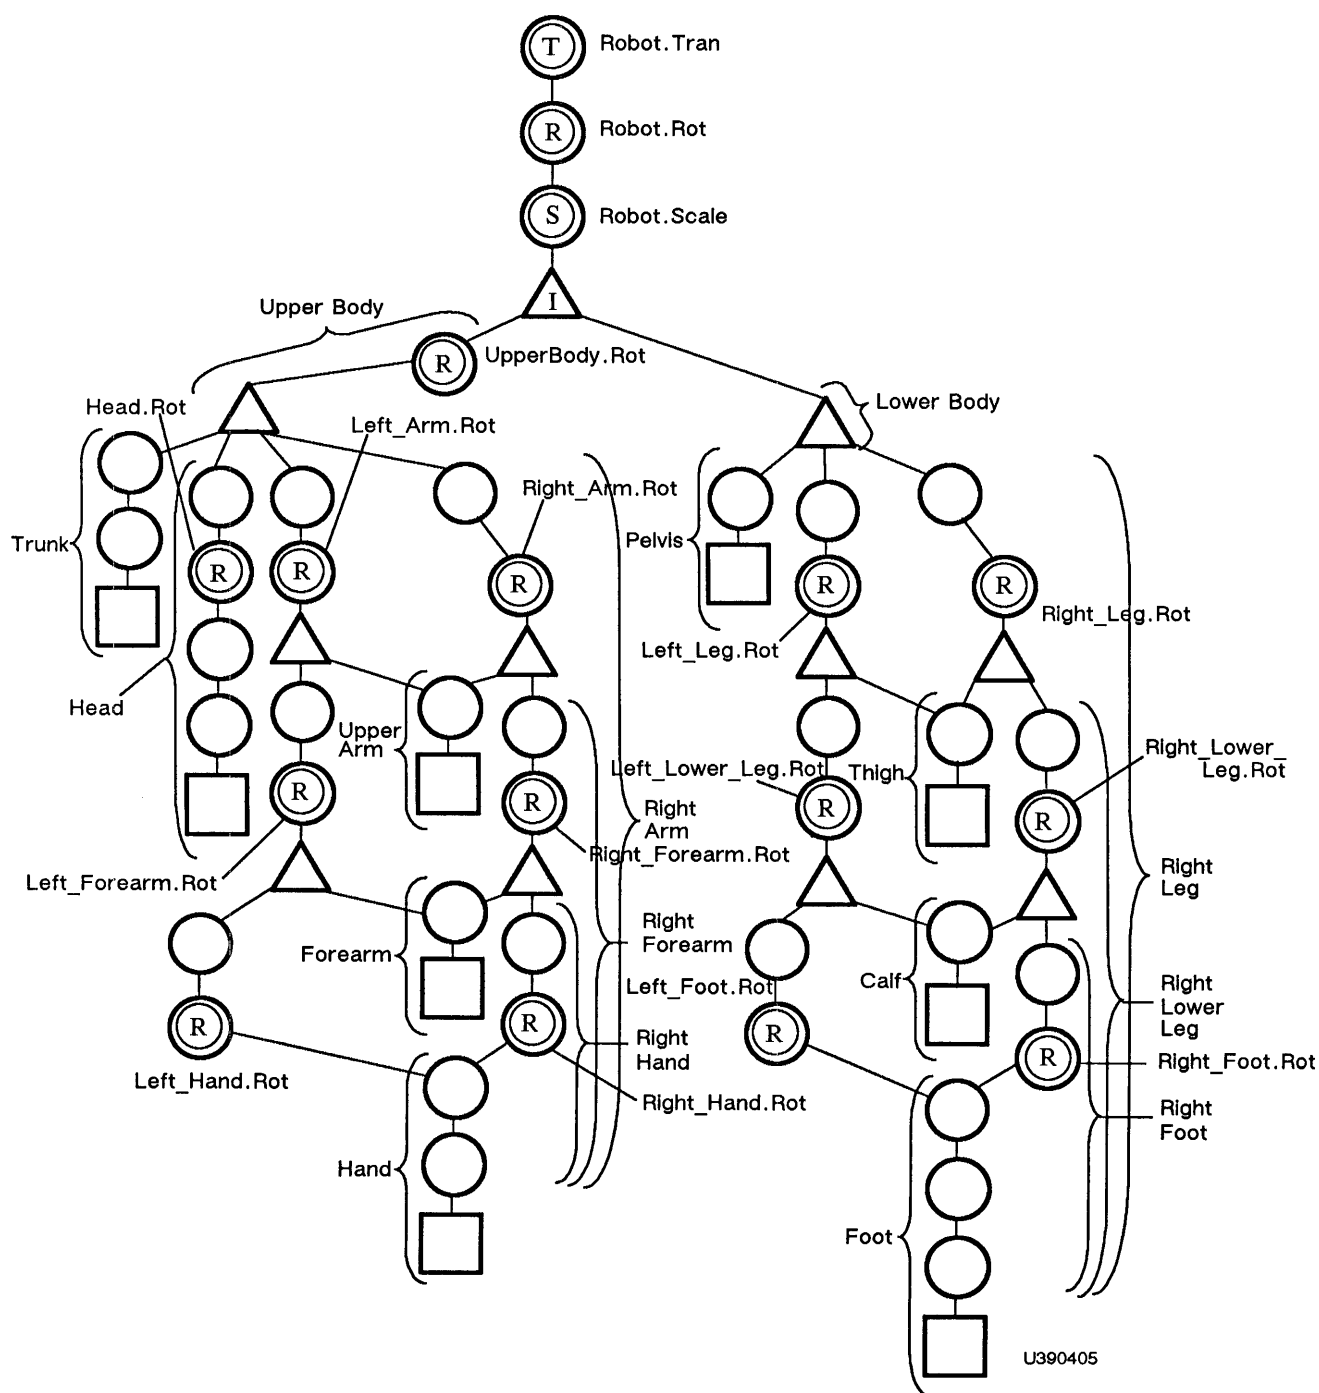 T
Robot.Tran
R
Robot.Rot
S
Robot.Scale
I
Upper Body
R
UpperBody.Rot
Head.Rot
Left_Arm.Rot
Lower Body
Right_Arm.Rot
Trunk
Pelvis
R
R
R
R
R
Right_Leg.Rot
Left_Leg.Rot
Head
Upper
Arm
Right_Lower_
Leg.Rot
Left_Lower_Leg.Rot
Thigh
R
R
R
R
Right
Arm
Right_Forearm.Rot
Left_Forearm.Rot
Right
Leg
Right
Forearm
Forearm
Calf
Left_Foot.Rot
Right
Lower
Leg
R
R
R
R
Right
Hand
Right_Foot.Rot
Left_Hand.Rot
Right_Hand.Rot
Right
Foot
Hand
Foot
U390405